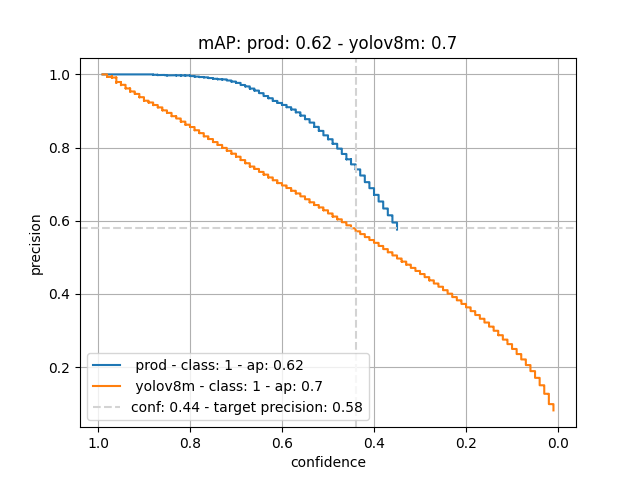 mAP: prod: 0.62 - yolov8m: 0.7
precision
1.0
0.8
0.6
0.4
0.2
prod - class: 1 - ap: 0.62
yolov8m - class: 1 - ap: 0.7
conf: 0.44 - target precision: 0.58
1.0 0.8 0.6 0.4 0.2 0.0
confidence